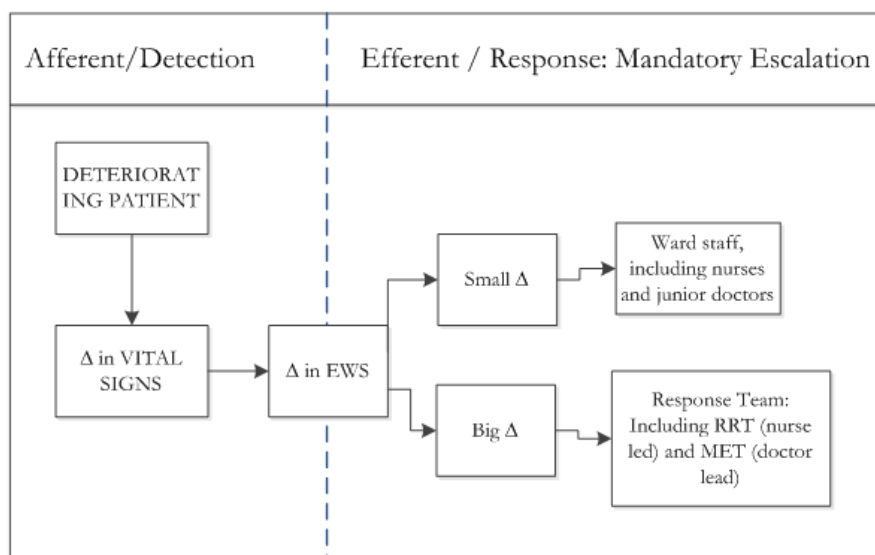 Afferent/Detection
Efferent / Response: Mandatory Escalation
DETERIORAT
ING PATIENT
Δ in VITAL
SIGNS
Δ in EWS
Small Δ
Ward staff,
including nurses
and junior doctors
Big Δ
Response Team:
Including RRT (nurse
led) and MET (doctor
lead)